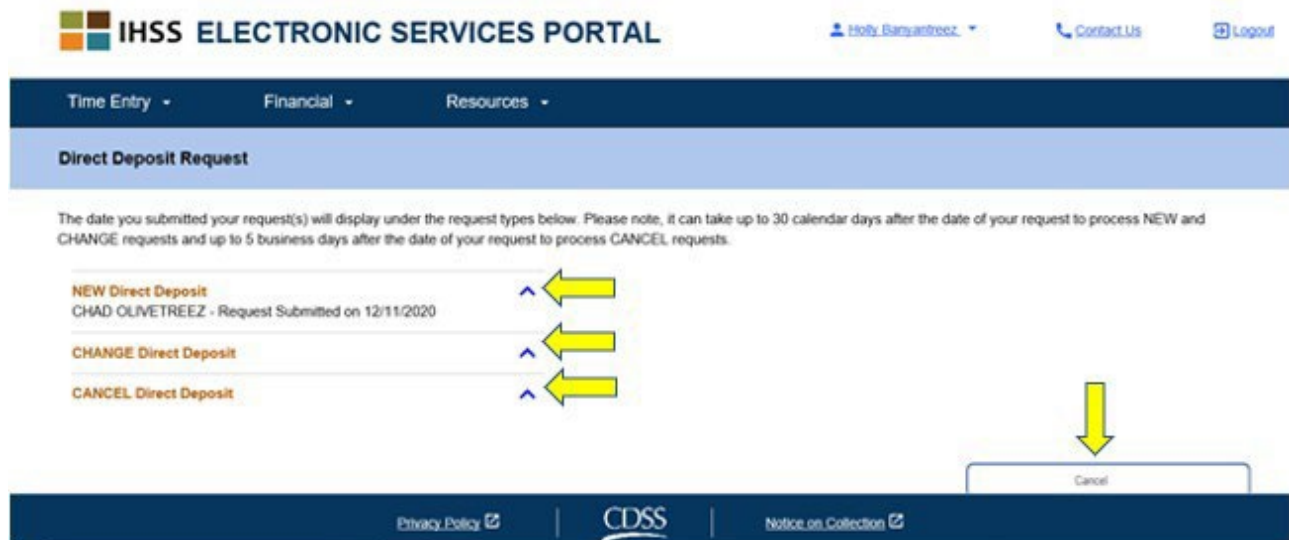 IHSS ELECTRONIC SERVICES PORTAL
Holly Banyantreez
Contact Us
Logout
Time Entry
Financial
Resources
Direct Deposit Request
The date you submitted your request(s) will display under the request types below. Please note, it can take up to 30 calendar days after the date of your request to process NEW and
CHANGE requests and up to 5 business days after the date of your request to process CANCEL requests.
NEW Direct Deposit
CHAD OLIVETREEZ - Request Submitted on 12/11/2020
CHANGE Direct Deposit
CANCEL Direct Deposit
Cancel
Privacy Policy
CDSS
Notice on Collection